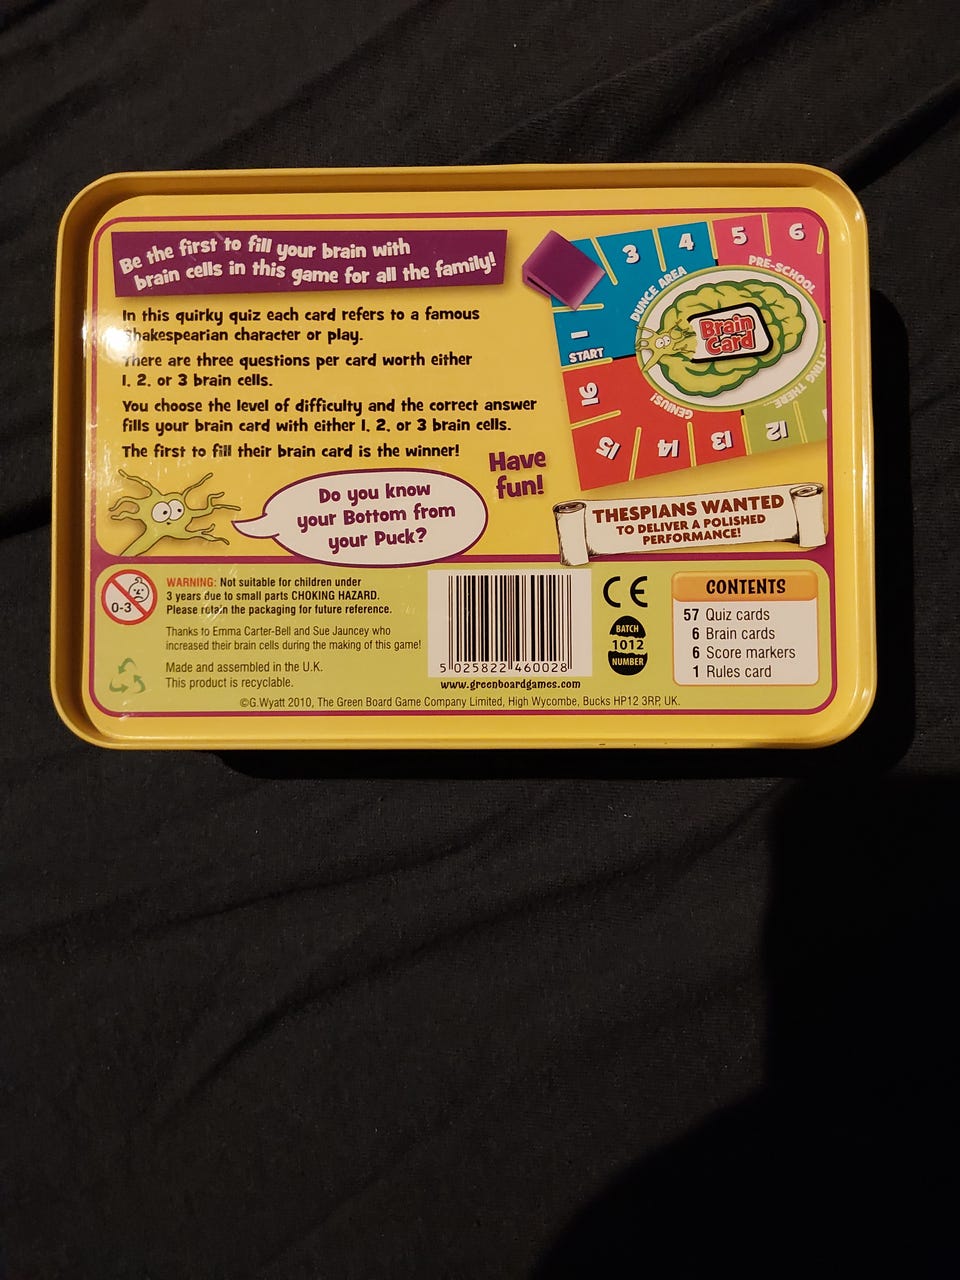 Be the first to fill your brain with
brain cells in this game for all the family!
In this quirky quiz each card refers to a famous
Shakespearian character or play.
There are three questions per card worth either
1, 2, or 3 brain cells.
You choose the level of difficulty and the correct answer
fills your brain card with either 1, 2, or 3 brain cells.
The first to fill their brain card is the winner!
Have
fun!
Do you know
your Bottom from
your Puck?
1
START
3
4
5
6
DUNCE AREA
PRE-SCHOOL
Brain
Card
THERE...
12
13
14
15
16
GENIUS!
THESPIANS WANTED
TO DELIVER A POLISHED
PERFORMANCE!
0-3
WARNING: Not suitable for children under
3 years due to small parts CHOKING HAZARD.
Please retain the packaging for future reference.
Thanks to Emma Carter-Bell and Sue Jauncey who
increased their brain cells during the making of this game!
Made and assembled in the U.K.
This product is recyclable.
5 025822 460028
www.greenboardgames.com
CE
BATCH
1012
NUMBER
CONTENTS
57 Quiz cards
6 Brain cards
6 Score markers
1 Rules card
©G.Wyatt 2010, The Green Board Game Company Limited, High Wycombe, Bucks HP12 3RP, UK.